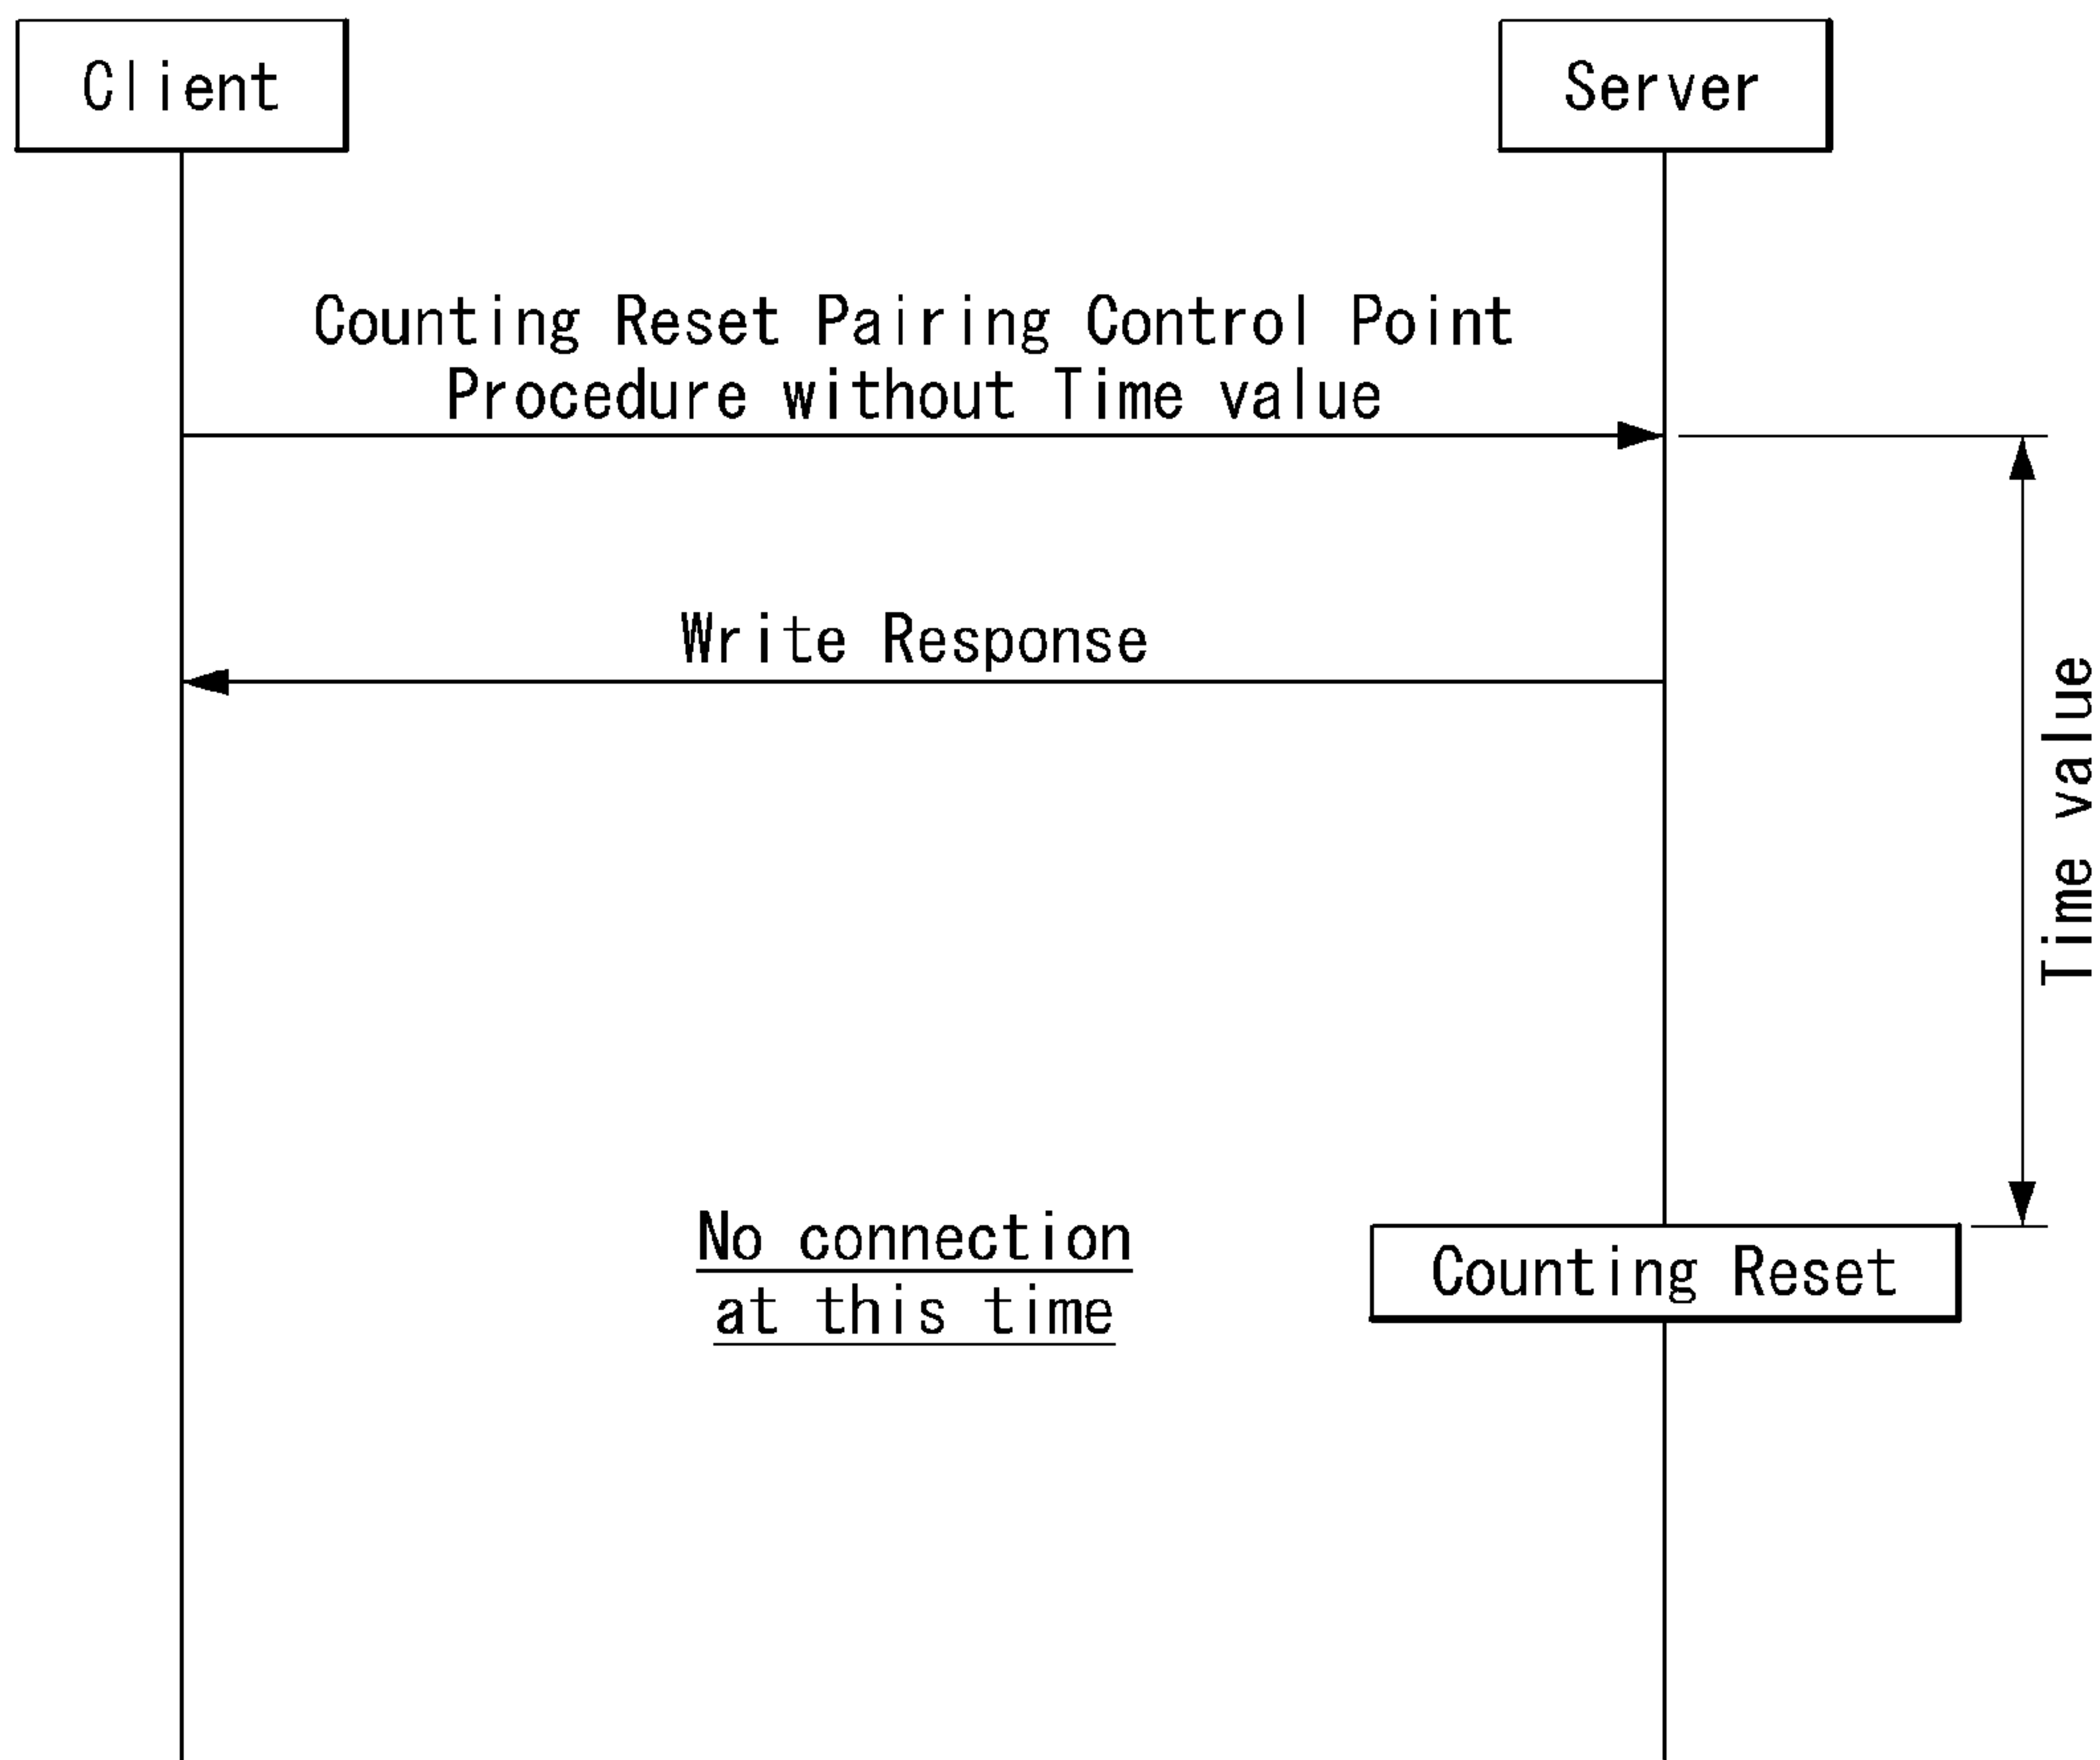 Client
Server
Counting Reset Pairing Control Point
Procedure without Time value
Write Response
Time value
No connection
at this time
Counting Reset